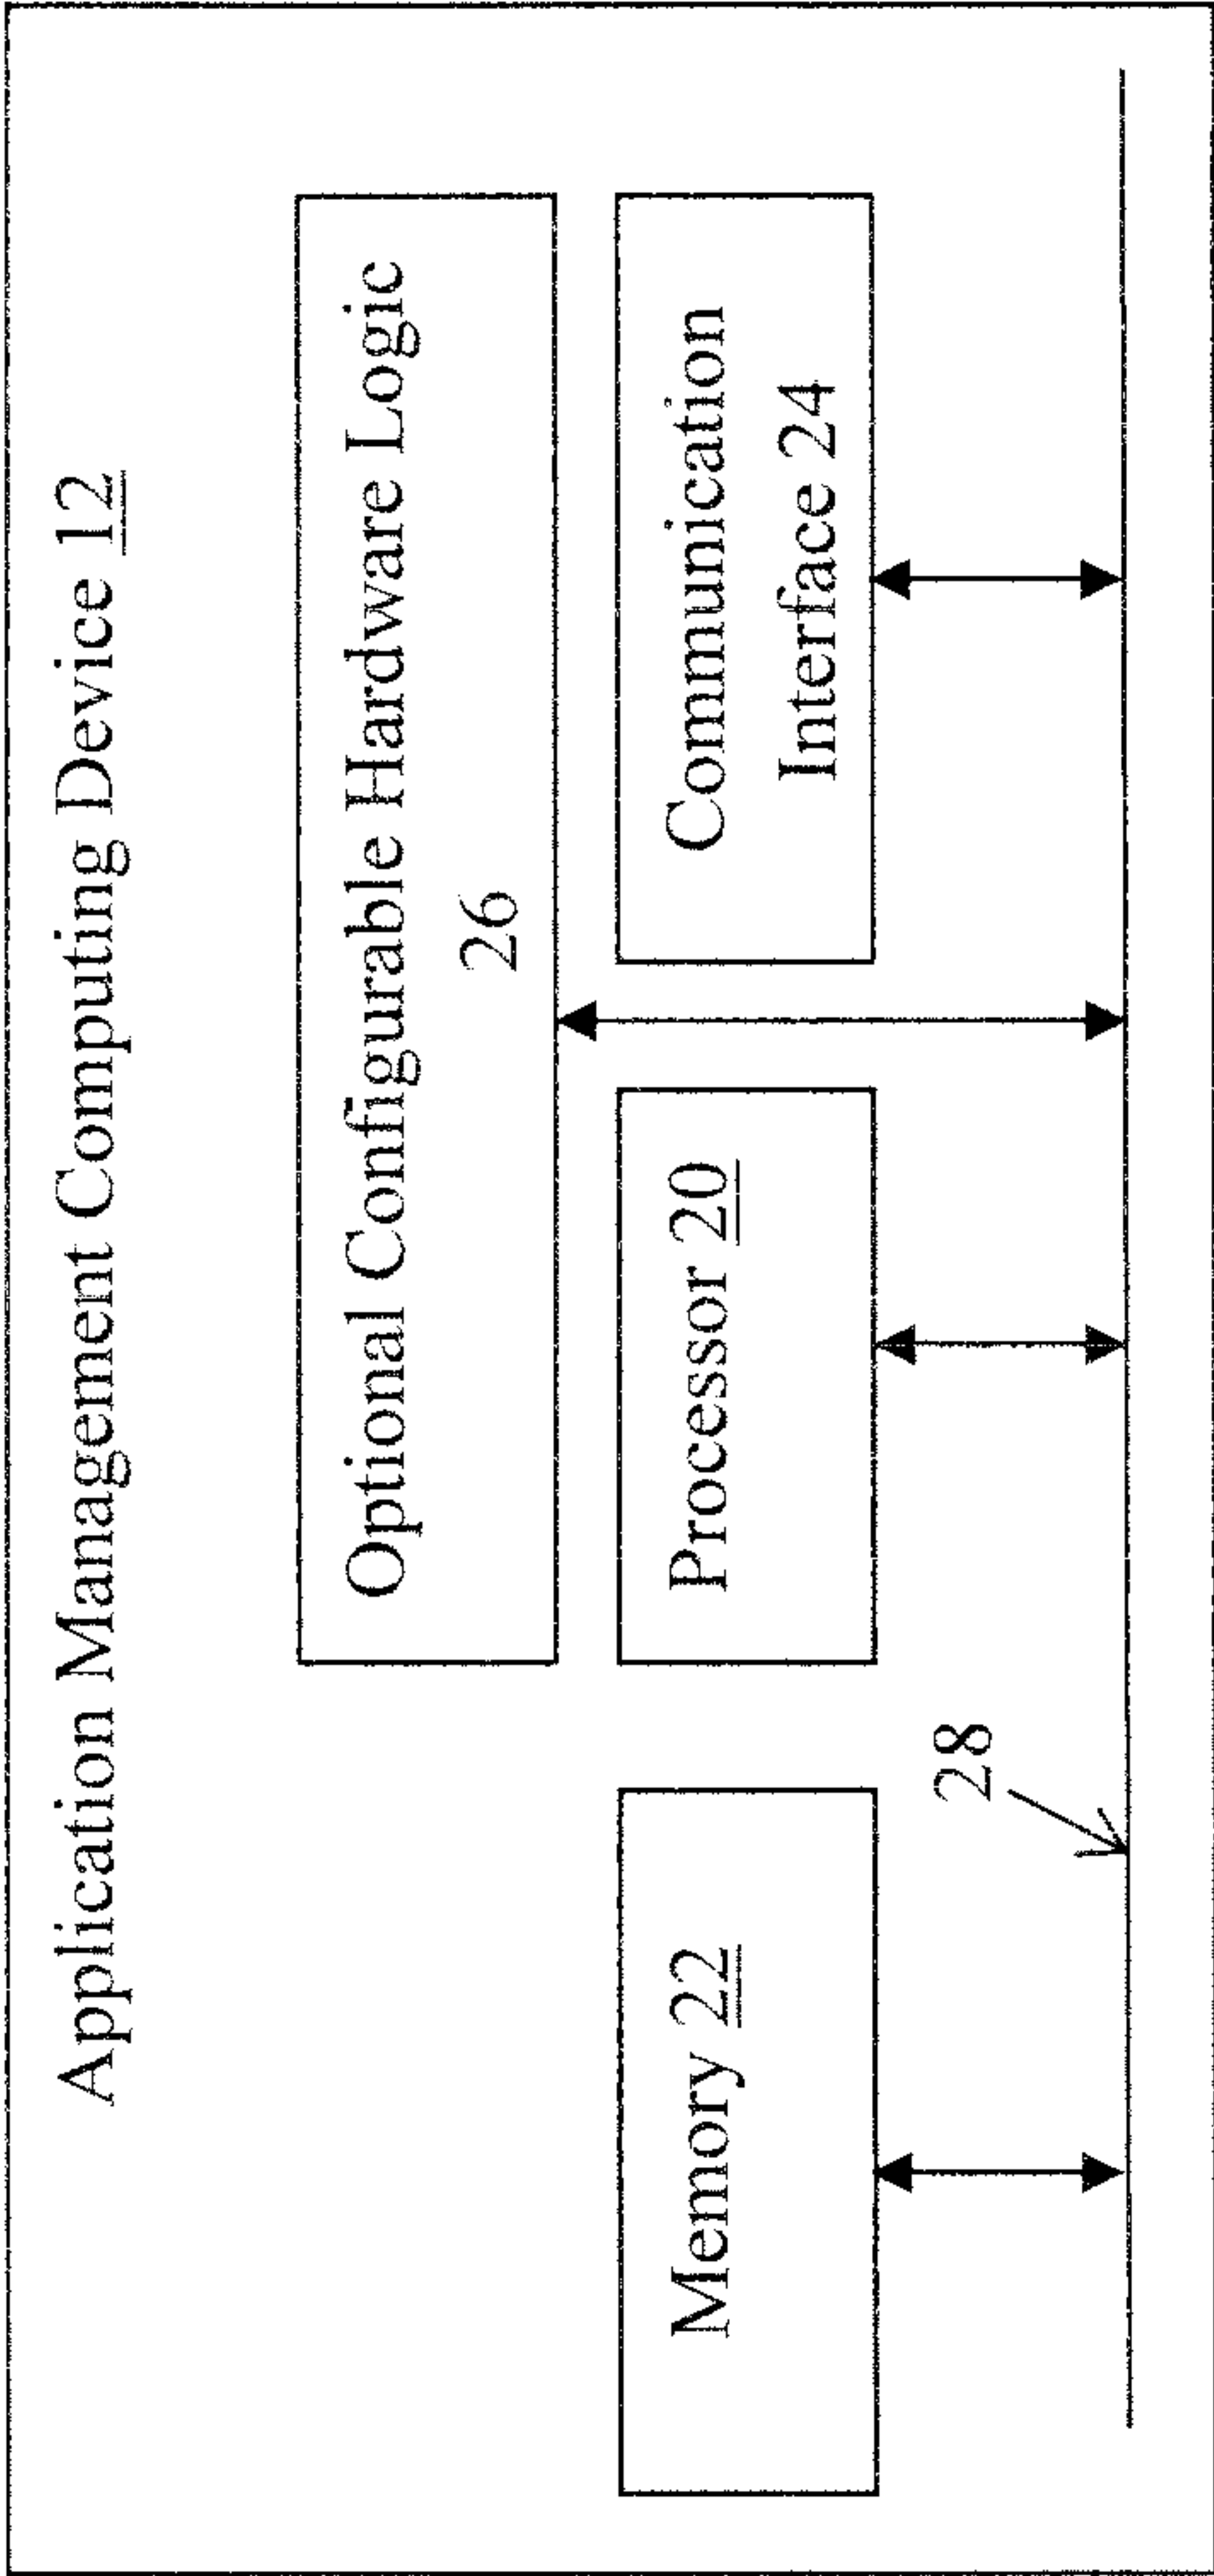 Application Management Computing Device 12
Optional Configurable Hardware Logic
26
Memory 22
Processor 20
Communication
Interface 24
28